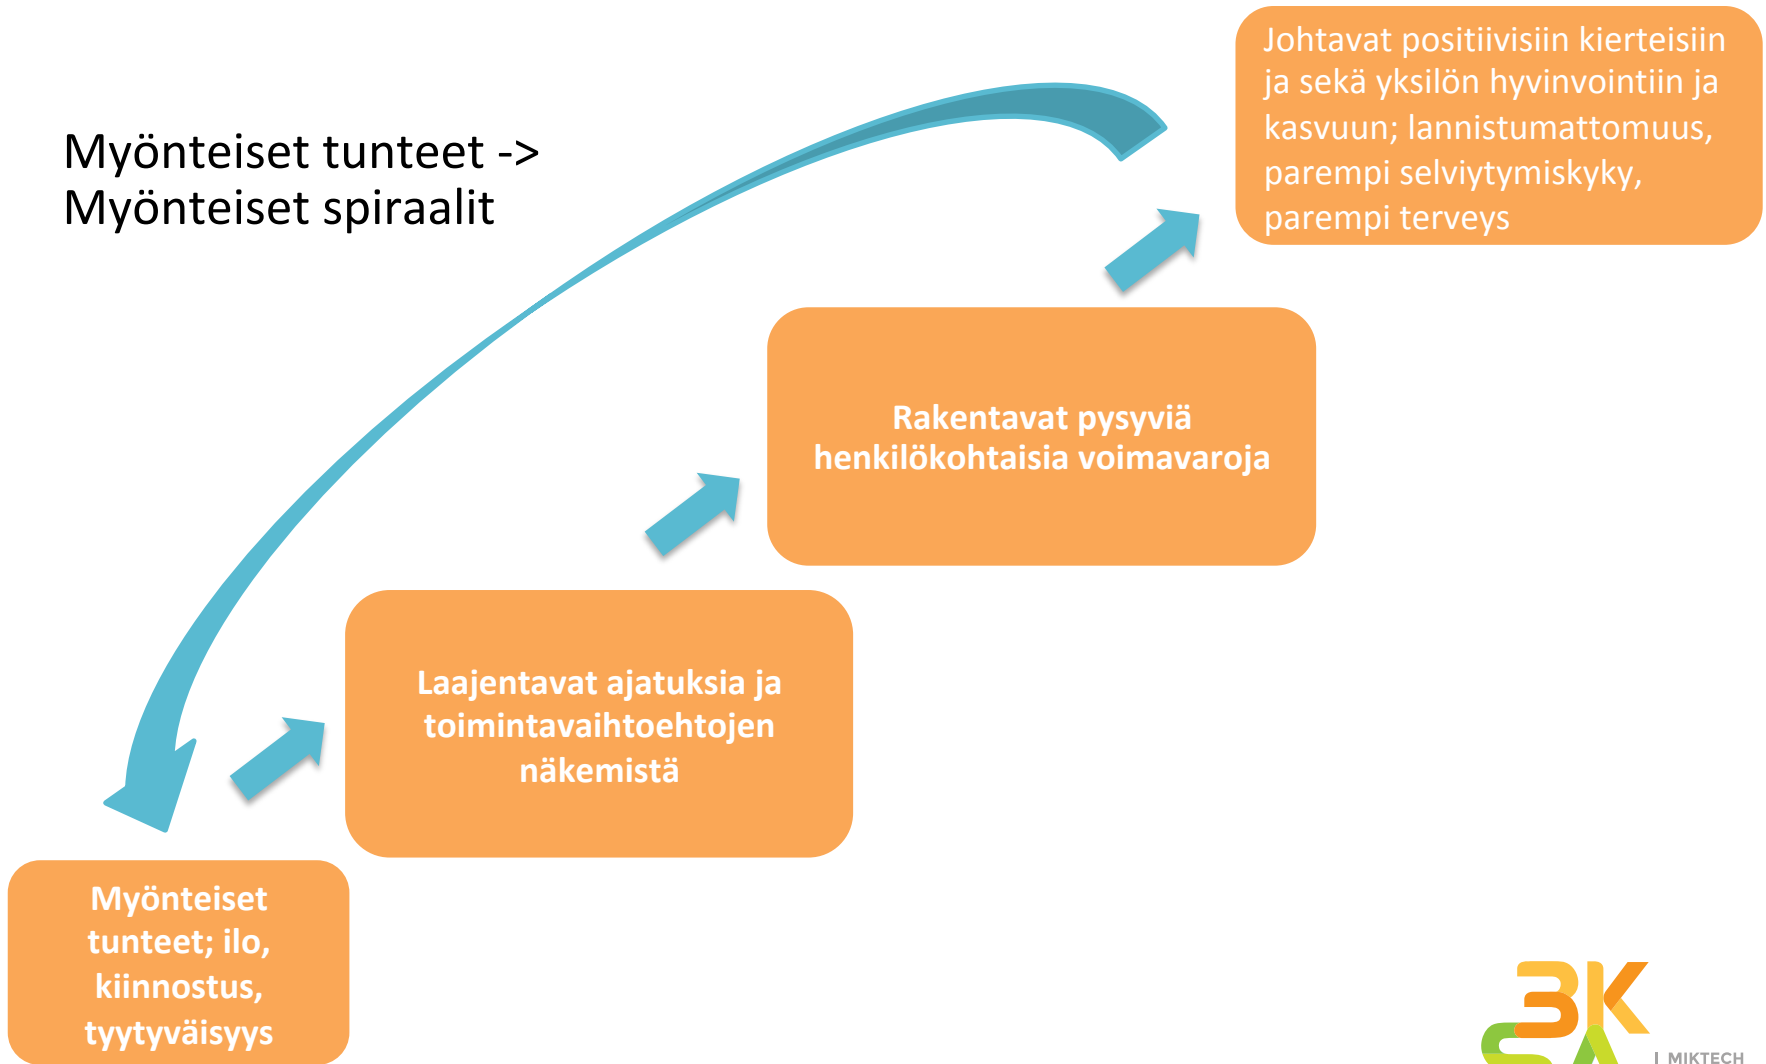 Myönteiset tunteet ->
Myönteiset spiraalit
Johtavat positiivisiin kierteisiin
ja sekä yksilön hyvinvointiin ja
kasvuun; lannistumattomuus,
parempi selviytymiskyky,
parempi terveys
Rakentavat pysyviä
henkilökohtaisia voimavaroja
Laajentavat ajatuksia ja
toimintavaihtoehtojen
näkemistä
Myönteiset
tunteet; ilo,
kiinnostus,
tyytyväisyys
3K
MIKTECH